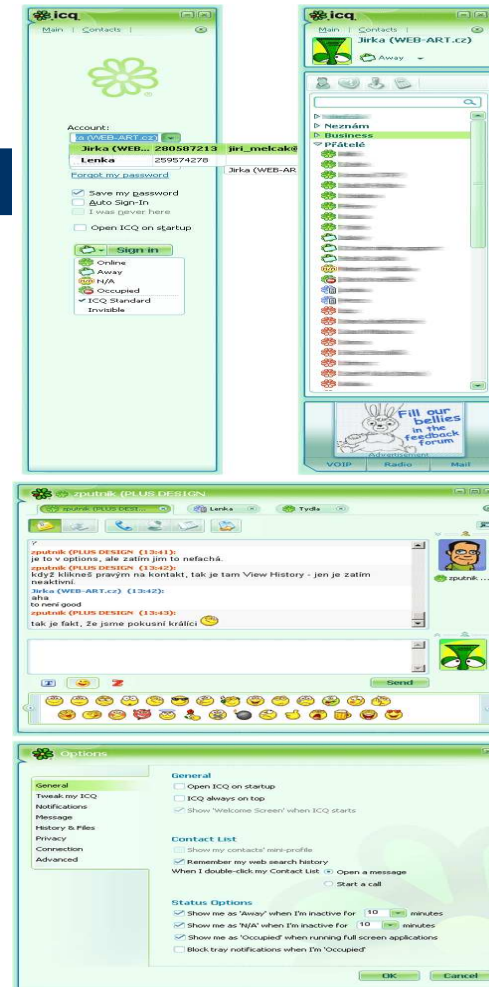 icq
Main | Contacts |
Account:
a (WEB-ART.cz)
Jirka (WEB... 280587213 jiri_melcak@
Lenka 259574278
Jirka (WEB-AR
Forgot my password
Save my password
Auto Sign-In
I was never here
Open ICQ on startup
Sign in
Online
Away
N/A
Occupied
ICQ Standard
Invisible
icq
Main | Contacts |
Jirka (WEB-ART.cz)
Away
Neznám
Business
Přátelé
Fill our
bellies
in the
feedback
forum
Advertisement
VOIP Radio Mail
zputnik (PLUS DESIGN
zputnik (PLUS DESI... Lenka Tydla
?
zputnik (PLUS DESIGN (13:41):
je to v options, ale zatím jim to nefachá.
zputnik (PLUS DESIGN (13:42):
když klikneš pravým na kontakt, tak je tam View History - jen je zatím
neaktivní.
Jirka (WEB-ART.cz) (13:42):
aha
to není good
zputnik (PLUS DESIGN (13:43):
tak je fakt, že jsme pokusní králíci
zputnik ...
Send
Options
General
Tweak my ICQ
Notifications
Message
History & Files
Privacy
Connection
Advanced
General
Open ICQ on startup
ICQ always on top
Show 'Welcome Screen' when ICQ starts
Contact List
Show my contacts' mini-profile
Remember my web search history
When I double-click my Contact List Open a message
Start a call
Status Options
Show me as 'Away' when I'm inactive for 10 minutes
Show me as 'N/A' when I'm inactive for 10 minutes
Show me as 'Occupied' when running full screen applications
Block tray notifications when I'm 'Occupied'
OK Cancel